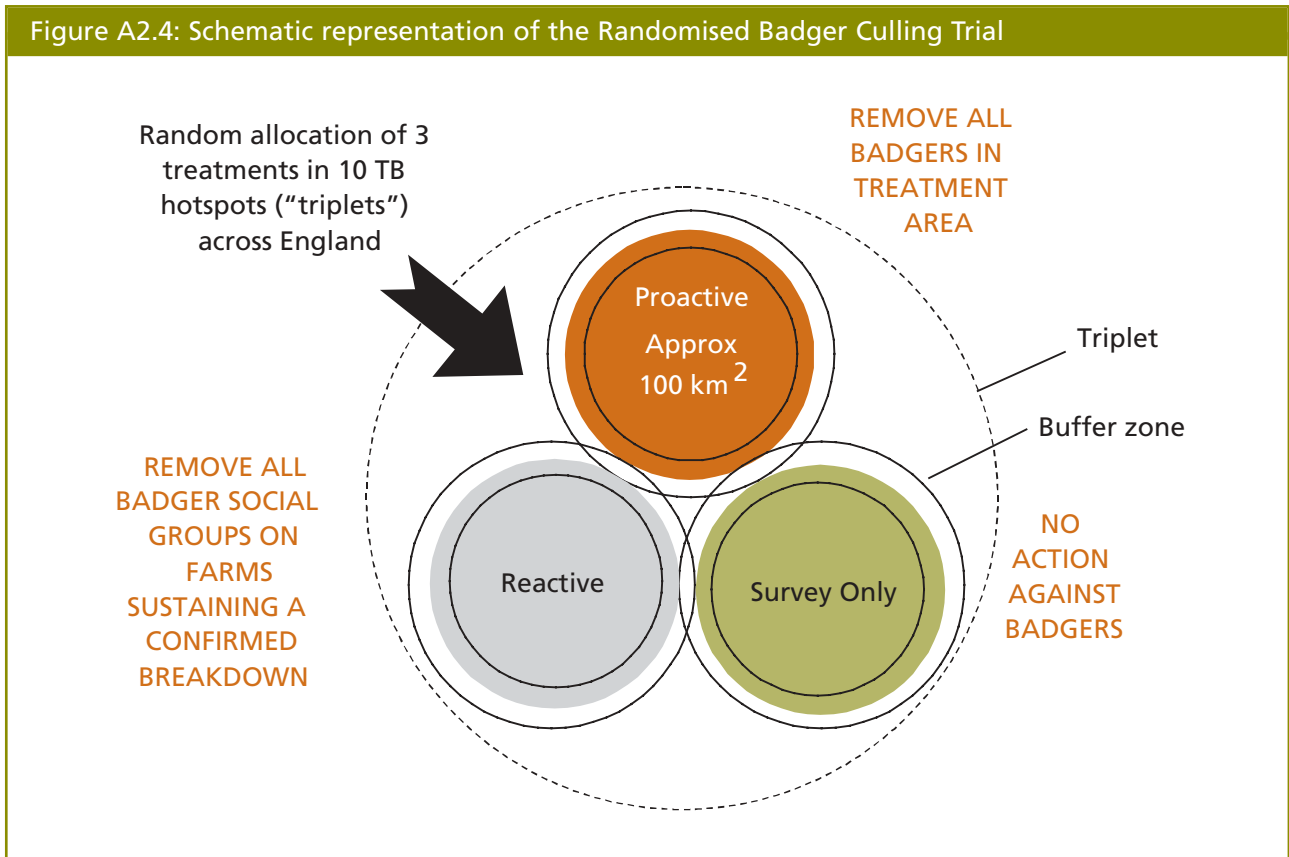 Figure A2.4: Schematic representation of the Randomised Badger Culling Trial
Random allocation of 3
treatments in 10 TB
hotspots (“triplets”)
across England
REMOVE ALL
BADGERS IN
TREATMENT
AREA
Proactive
Approx
100 km²
Triplet
Buffer zone
REMOVE ALL
BADGER SOCIAL
GROUPS ON
FARMS
SUSTAINING A
CONFIRMED
BREAKDOWN
Reactive
Survey Only
NO
ACTION
AGAINST
BADGERS